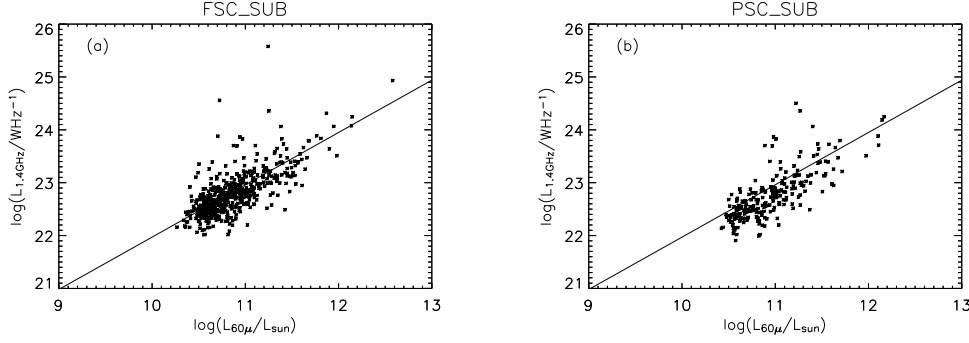 FSC_SUB
(a)
26
25
24
23
22
21
9 10 11 12 13
log(L1.4GHz/WHz⁻¹)
log(L60μ/Lsun)
PSC_SUB
(b)
26
25
24
23
22
21
9 10 11 12 13
log(L1.4GHz/WHz⁻¹)
log(L60μ/Lsun)